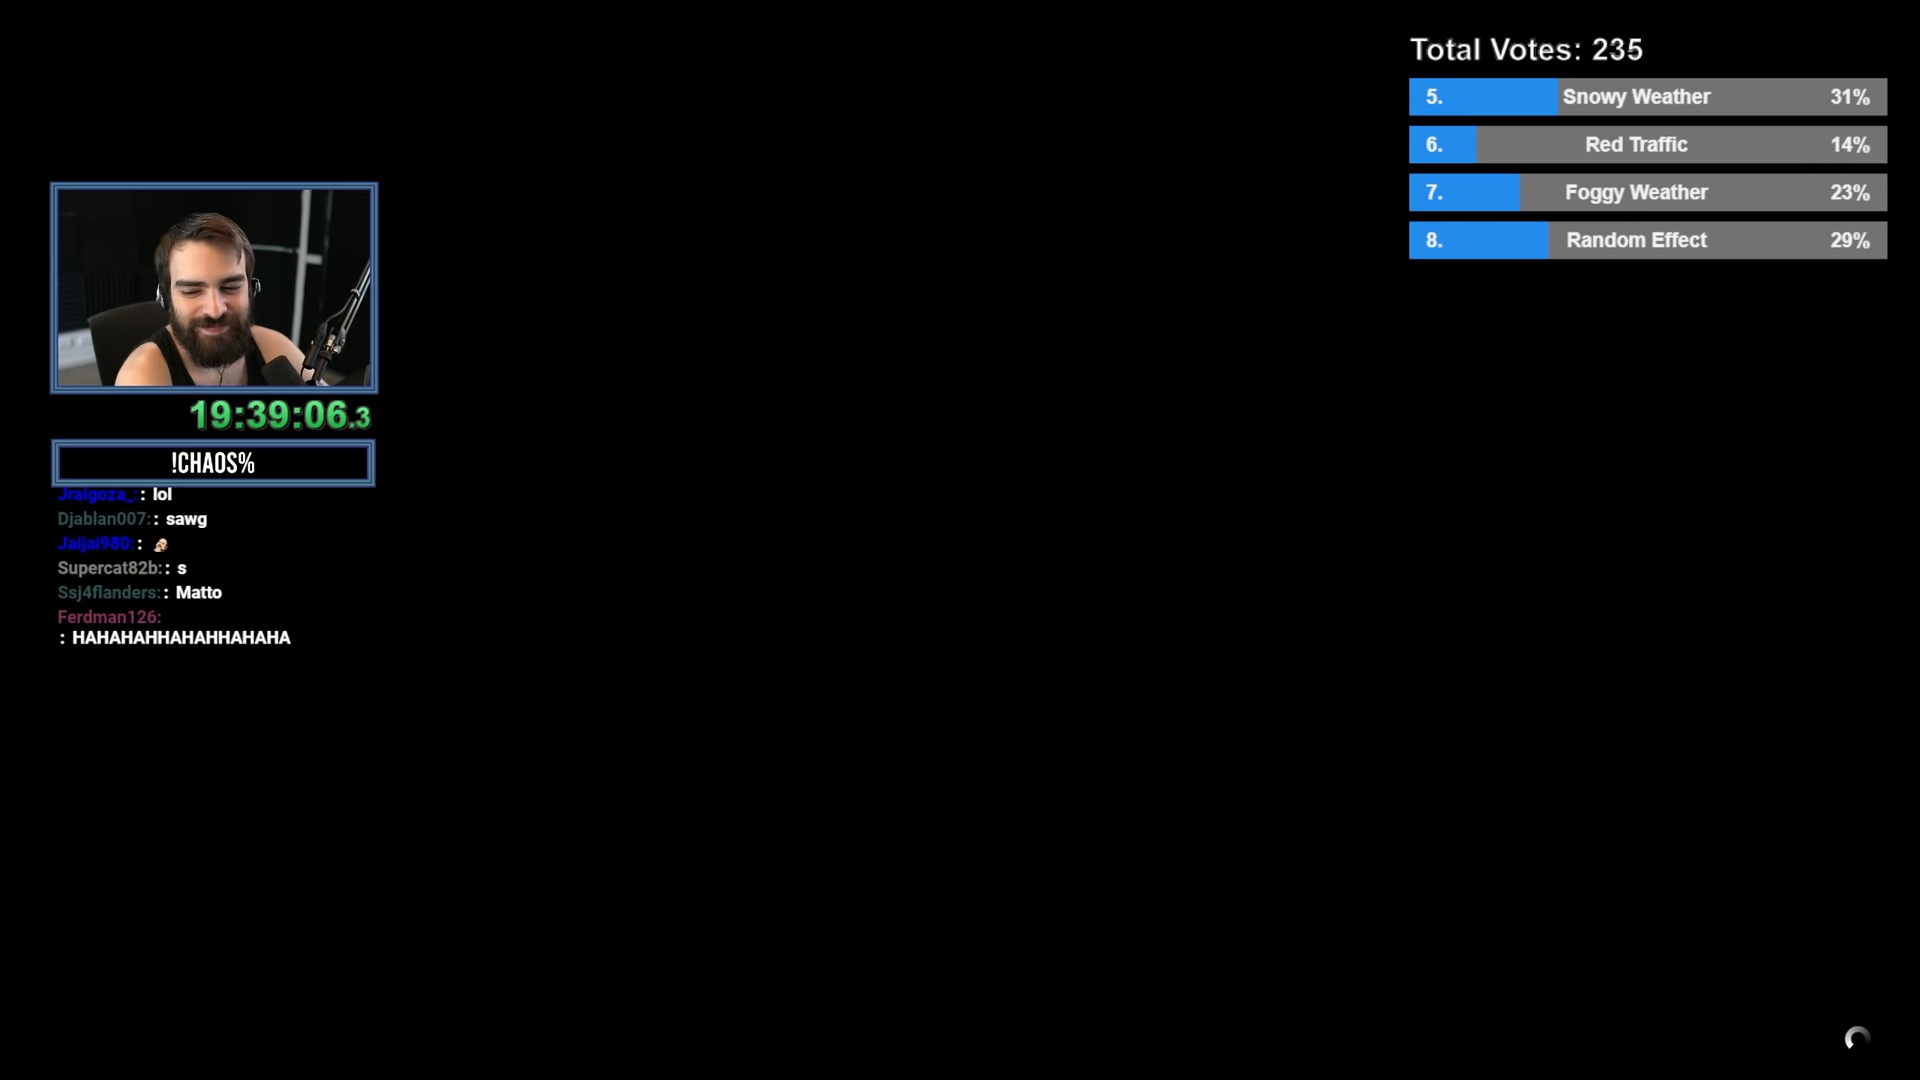 Total Votes: 235
5. Snowy Weather 31%
6. Red Traffic 14%
7. Foggy Weather 23%
8. Random Effect 29%
19:39:06.3
!CHAOS%
Jraigoza_: : lol
Djablan007: : sawg
Jaijai980: :
Supercat82b: : s
Ssj4flanders: : Matto
Ferdman126:
: HAHAHAHHAHAHHAHAHA